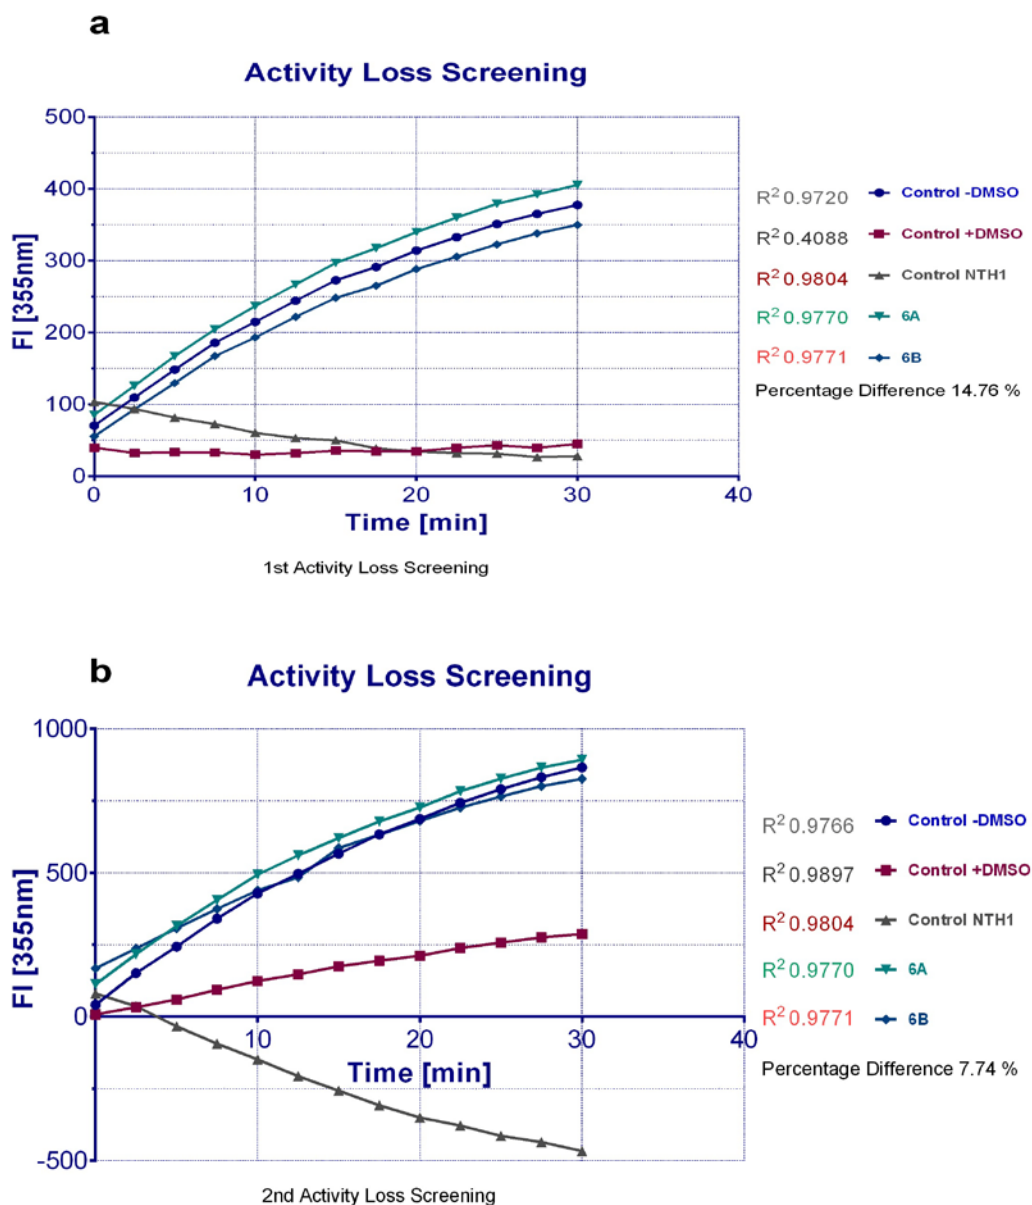 a
Activity Loss Screening
500
400
300
200
100
0
FI [355nm]
0 10 20 30 40
Time [min]
R² 0.9720 Control -DMSO
R² 0.4088 Control +DMSO
R² 0.9804 Control NTH1
R² 0.9770 6A
R² 0.9771 6B
Percentage Difference 14.76 %
1st Activity Loss Screening
b
Activity Loss Screening
1000
500
0
-500
FI [355nm]
10 20 30 40
Time [min]
R² 0.9766 Control -DMSO
R² 0.9897 Control +DMSO
R² 0.9804 Control NTH1
R² 0.9770 6A
R² 0.9771 6B
Percentage Difference 7.74 %
2nd Activity Loss Screening